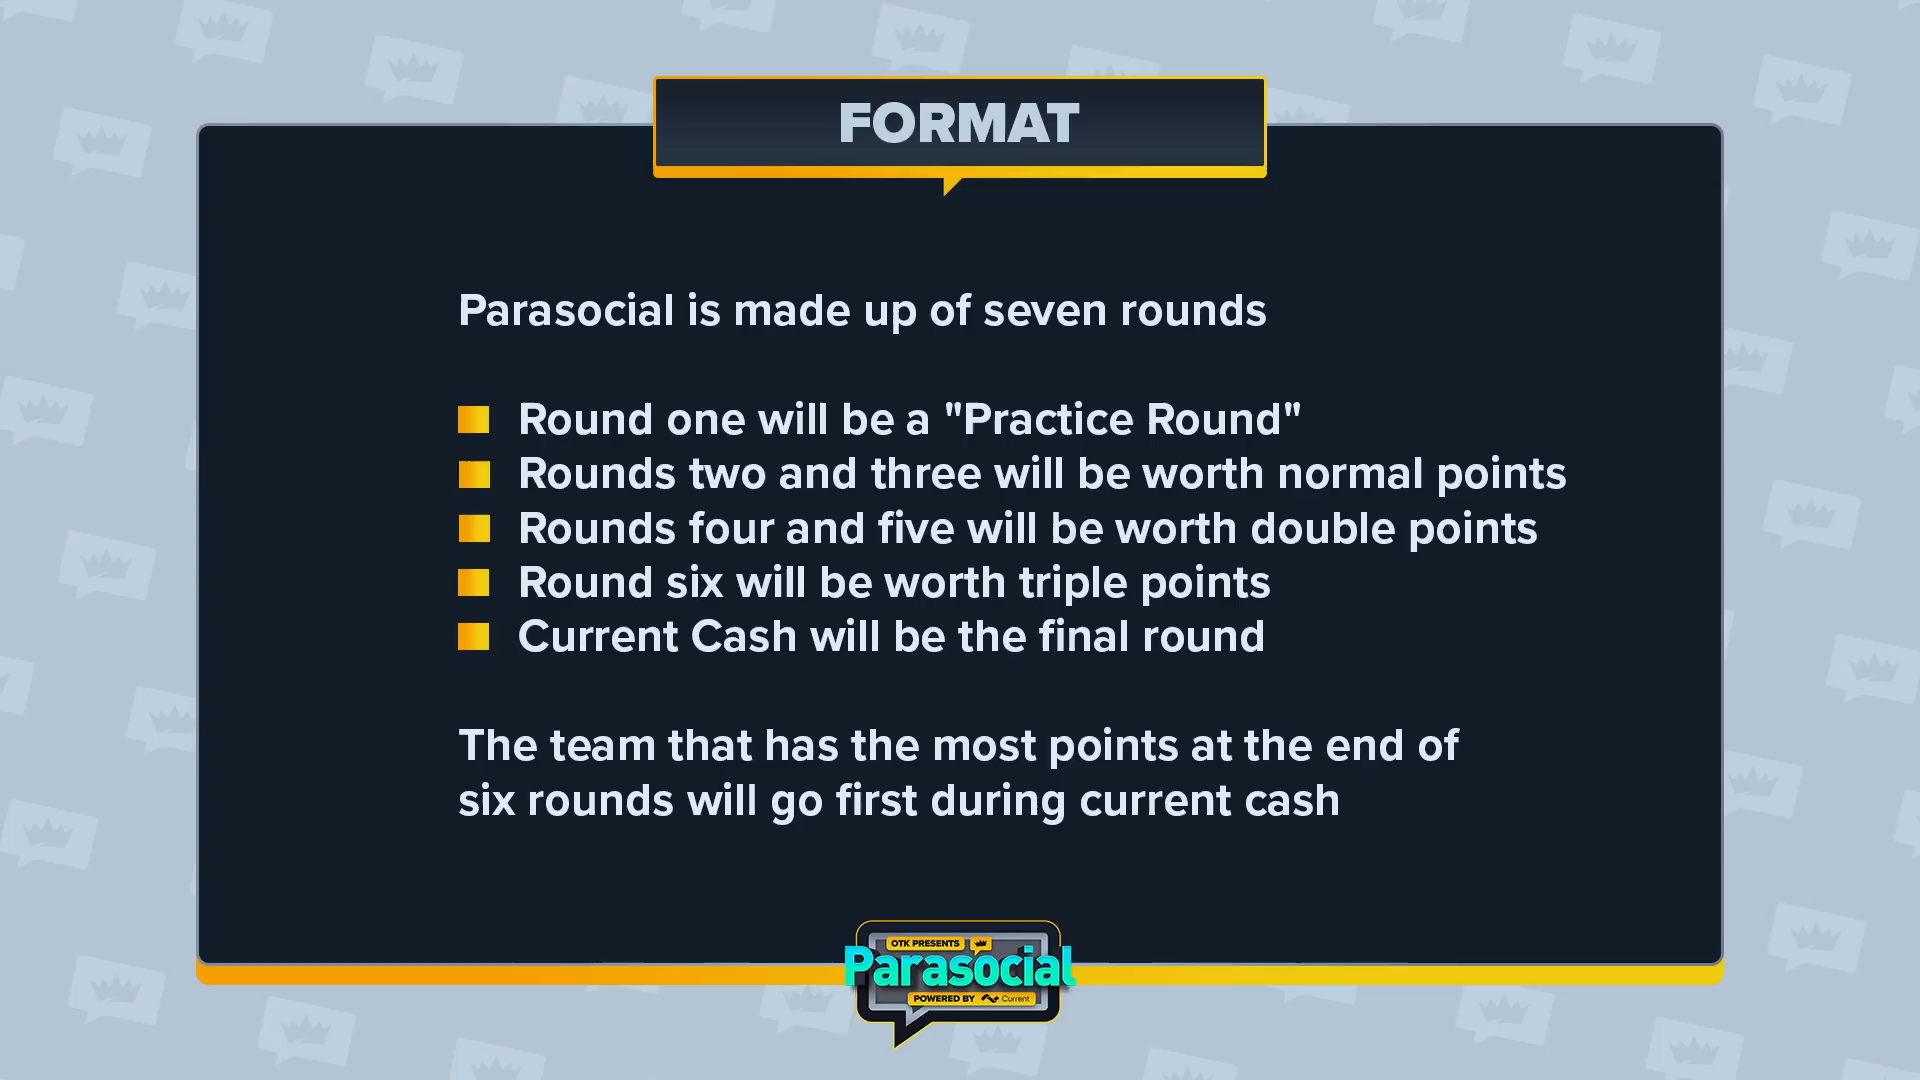 FORMAT
Parasocial is made up of seven rounds
Round one will be a "Practice Round"
Rounds two and three will be worth normal points
Rounds four and five will be worth double points
Round six will be worth triple points
Current Cash will be the final round
The team that has the most points at the end of
six rounds will go first during current cash
OTK PRESENTS
Parasocial
POWERED BY Current